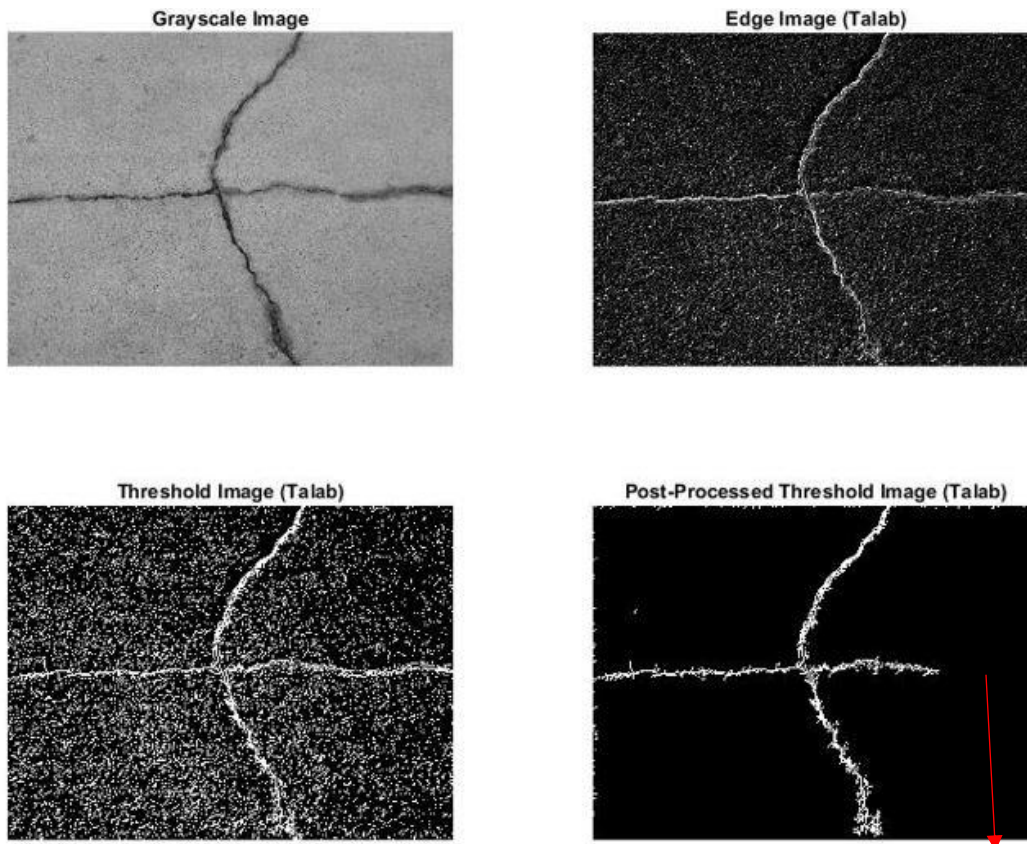 Grayscale Image
Edge Image (Talab)
Threshold Image (Talab)
Post-Processed Threshold Image (Talab)